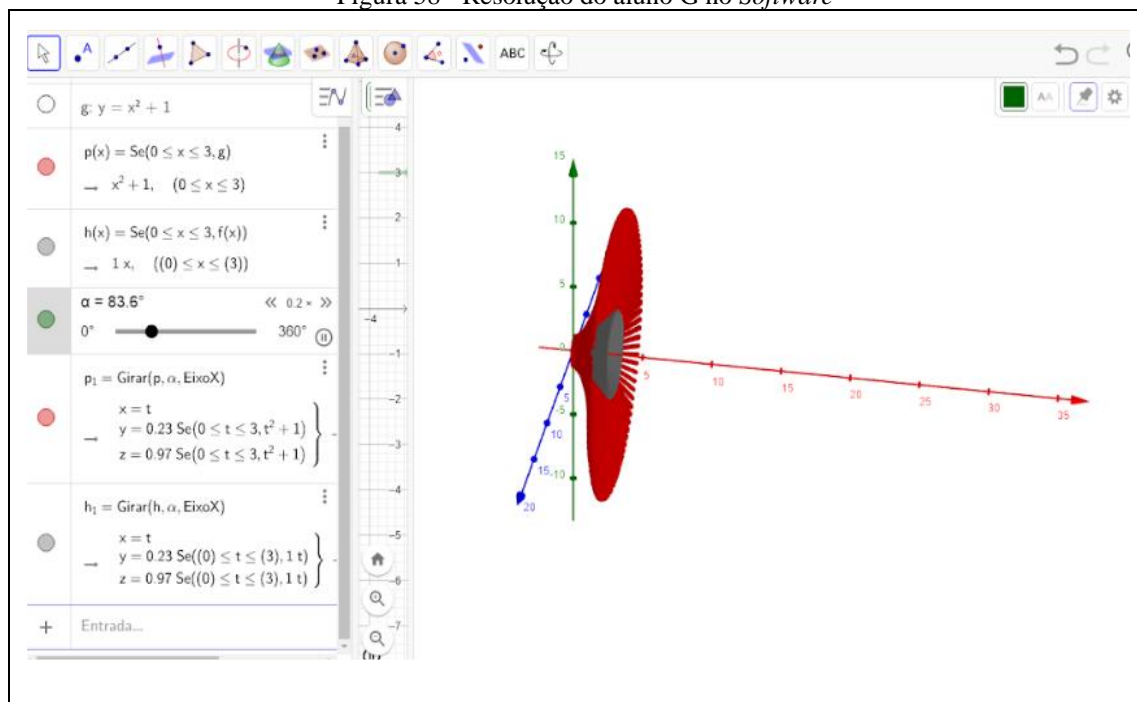 Figura 38 - Resolução do aluno G no Software
ABC
AA
g: y = x² + 1
p(x) = Se(0 ≤ x ≤ 3, g)
→ x² + 1, (0 ≤ x ≤ 3)
h(x) = Se(0 ≤ x ≤ 3, f(x))
→ 1 x, ((0) ≤ x ≤ (3))
α = 83.6°
0.2 ×
0°
360°
p₁ = Girar(p, α, EixoX)
x = t
→ y = 0.23 Se(0 ≤ t ≤ 3, t² + 1)
z = 0.97 Se(0 ≤ t ≤ 3, t² + 1)
h₁ = Girar(h, α, EixoX)
x = t
→ y = 0.23 Se((0) ≤ t ≤ (3), 1 t)
z = 0.97 Se((0) ≤ t ≤ (3), 1 t)
+ Entrada...
4
3
2
1
-4
-1
-2
-3
-4
-5
-6
-7
15
10
5
0
-5
-10
5
10
15
20
5
10
15
20
25
30
35